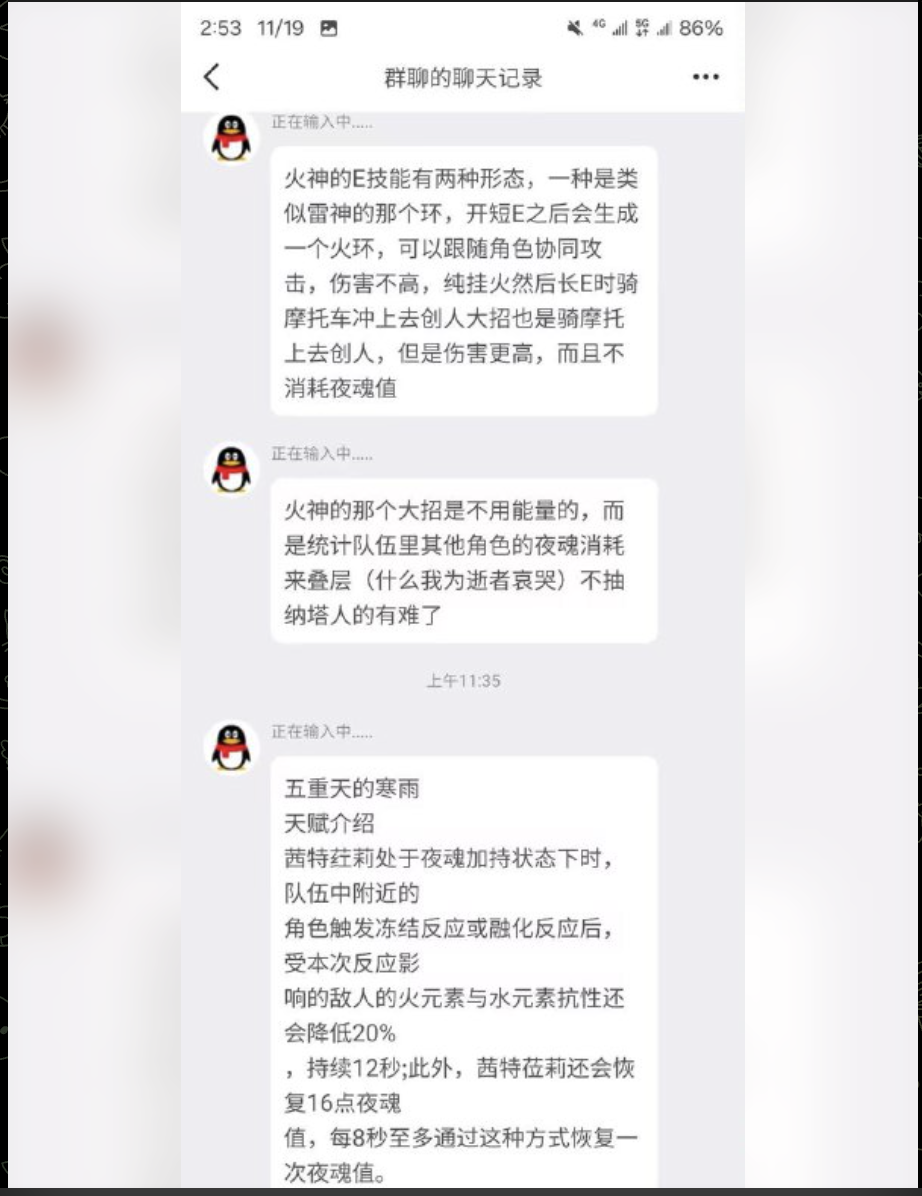 2:53 11/19 4G 5G 86%
群聊的聊天记录
正在输入中.....
火神的E技能有两种形态，一种是类
似雷神的那个环，开短E之后会生成
一个火环，可以跟随角色协同攻
击，伤害不高，纯挂火然后长E时骑
摩托车冲上去创人大招也是骑摩托
上去创人，但是伤害更高，而且不
消耗夜魂值
正在输入中.....
火神的那个大招是不用能量的，而
是统计队伍里其他角色的夜魂消耗
来叠层（什么我为逝者哀哭）不抽
纳塔人的有难了
上午11:35
正在输入中.....
五重天的寒雨
天赋介绍
茜特菈莉处于夜魂加持状态下时，
队伍中附近的
角色触发冻结反应或融化反应后，
受本次反应影
响的敌人的火元素与水元素抗性还
会降低20%
，持续12秒;此外，茜特菈莉还会恢
复16点夜魂
值，每8秒至多通过这种方式恢复一
次夜魂值。